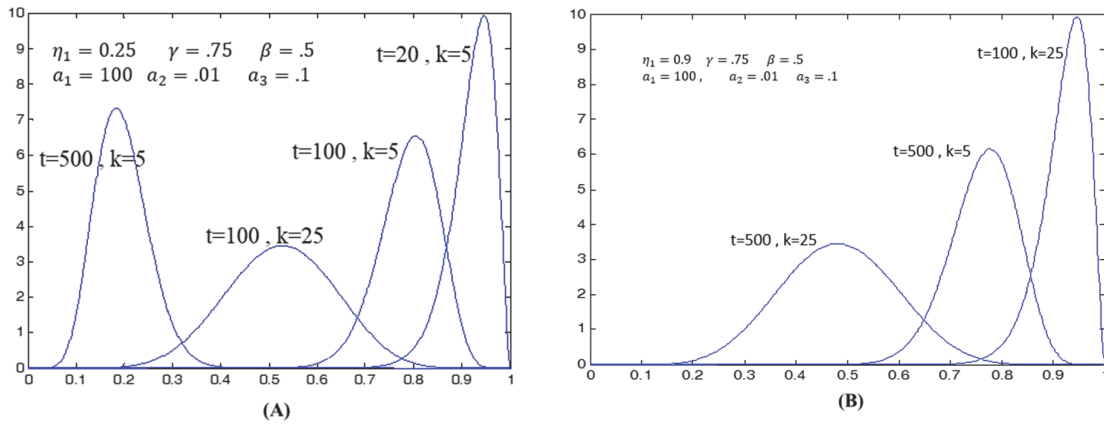 10
9
8
7
6
5
4
3
2
1
0
η₁ = 0.25 γ = .75 β = .5
a₁ = 100 a₂ = .01 a₃ = .1
t=20 , k=5
t=500 , k=5
t=100 , k=5
t=100 , k=25
0 0.1 0.2 0.3 0.4 0.5 0.6 0.7 0.8 0.9 1
(A)
10
9
8
7
6
5
4
3
2
1
0
η₁ = 0.9 γ = .75 β = .5
a₁ = 100 , a₂ = .01 a₃ = .1
t=100 , k=25
t=500 , k=5
t=500 , k=25
0 0.1 0.2 0.3 0.4 0.5 0.6 0.7 0.8 0.9 1
(B)